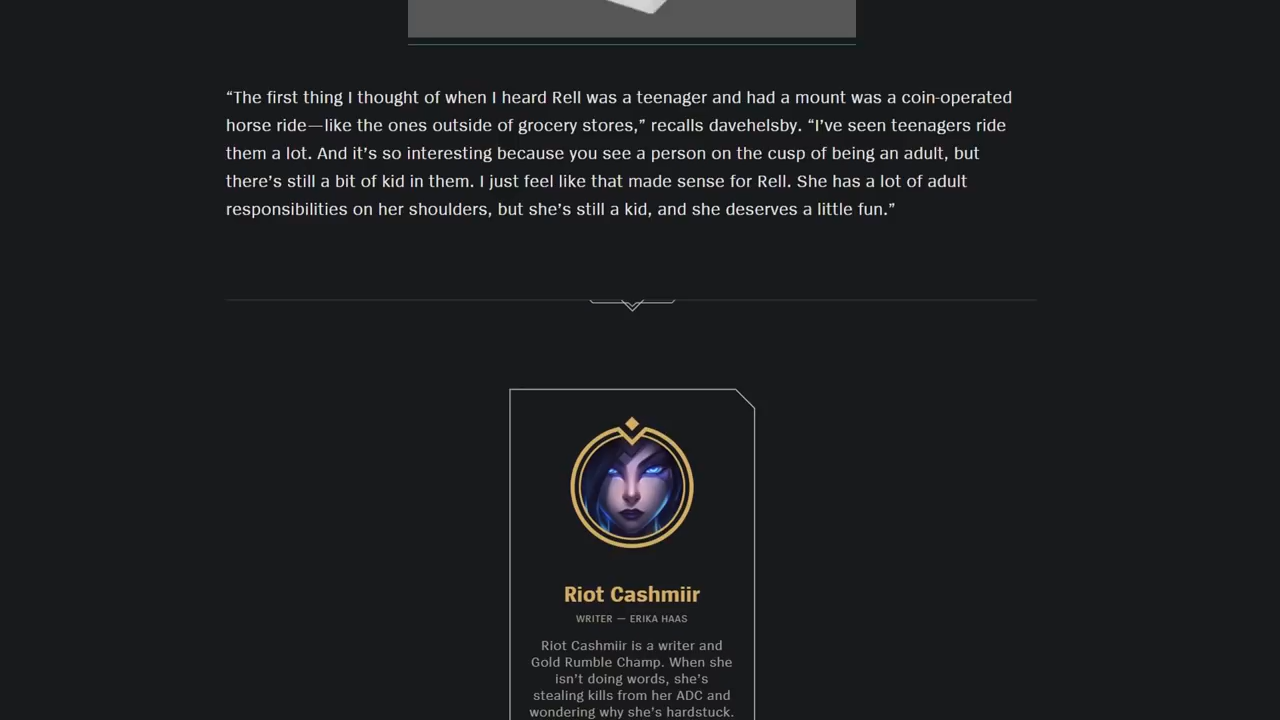 “The first thing I thought of when I heard Rell was a teenager and had a mount was a coin-operated
horse ride—like the ones outside of grocery stores,” recalls davehelsby. “I’ve seen teenagers ride
them a lot. And it’s so interesting because you see a person on the cusp of being an adult, but
there’s still a bit of kid in them. I just feel like that made sense for Rell. She has a lot of adult
responsibilities on her shoulders, but she’s still a kid, and she deserves a little fun.”
Riot Cashmiir
WRITER — ERIKA HAAS
Riot Cashmiir is a writer and
Gold Rumble Champ. When she
isn’t doing words, she’s
stealing kills from her ADC and
wondering why she’s hardstuck.